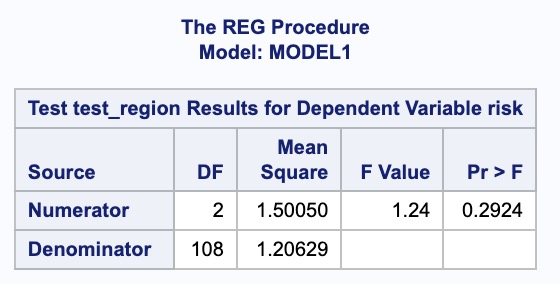 The REG Procedure
Model: MODEL1
Test test_region Results for Dependent Variable risk
Source DF Mean Square F Value Pr > F
Numerator 2 1.50050 1.24 0.2924
Denominator 108 1.20629